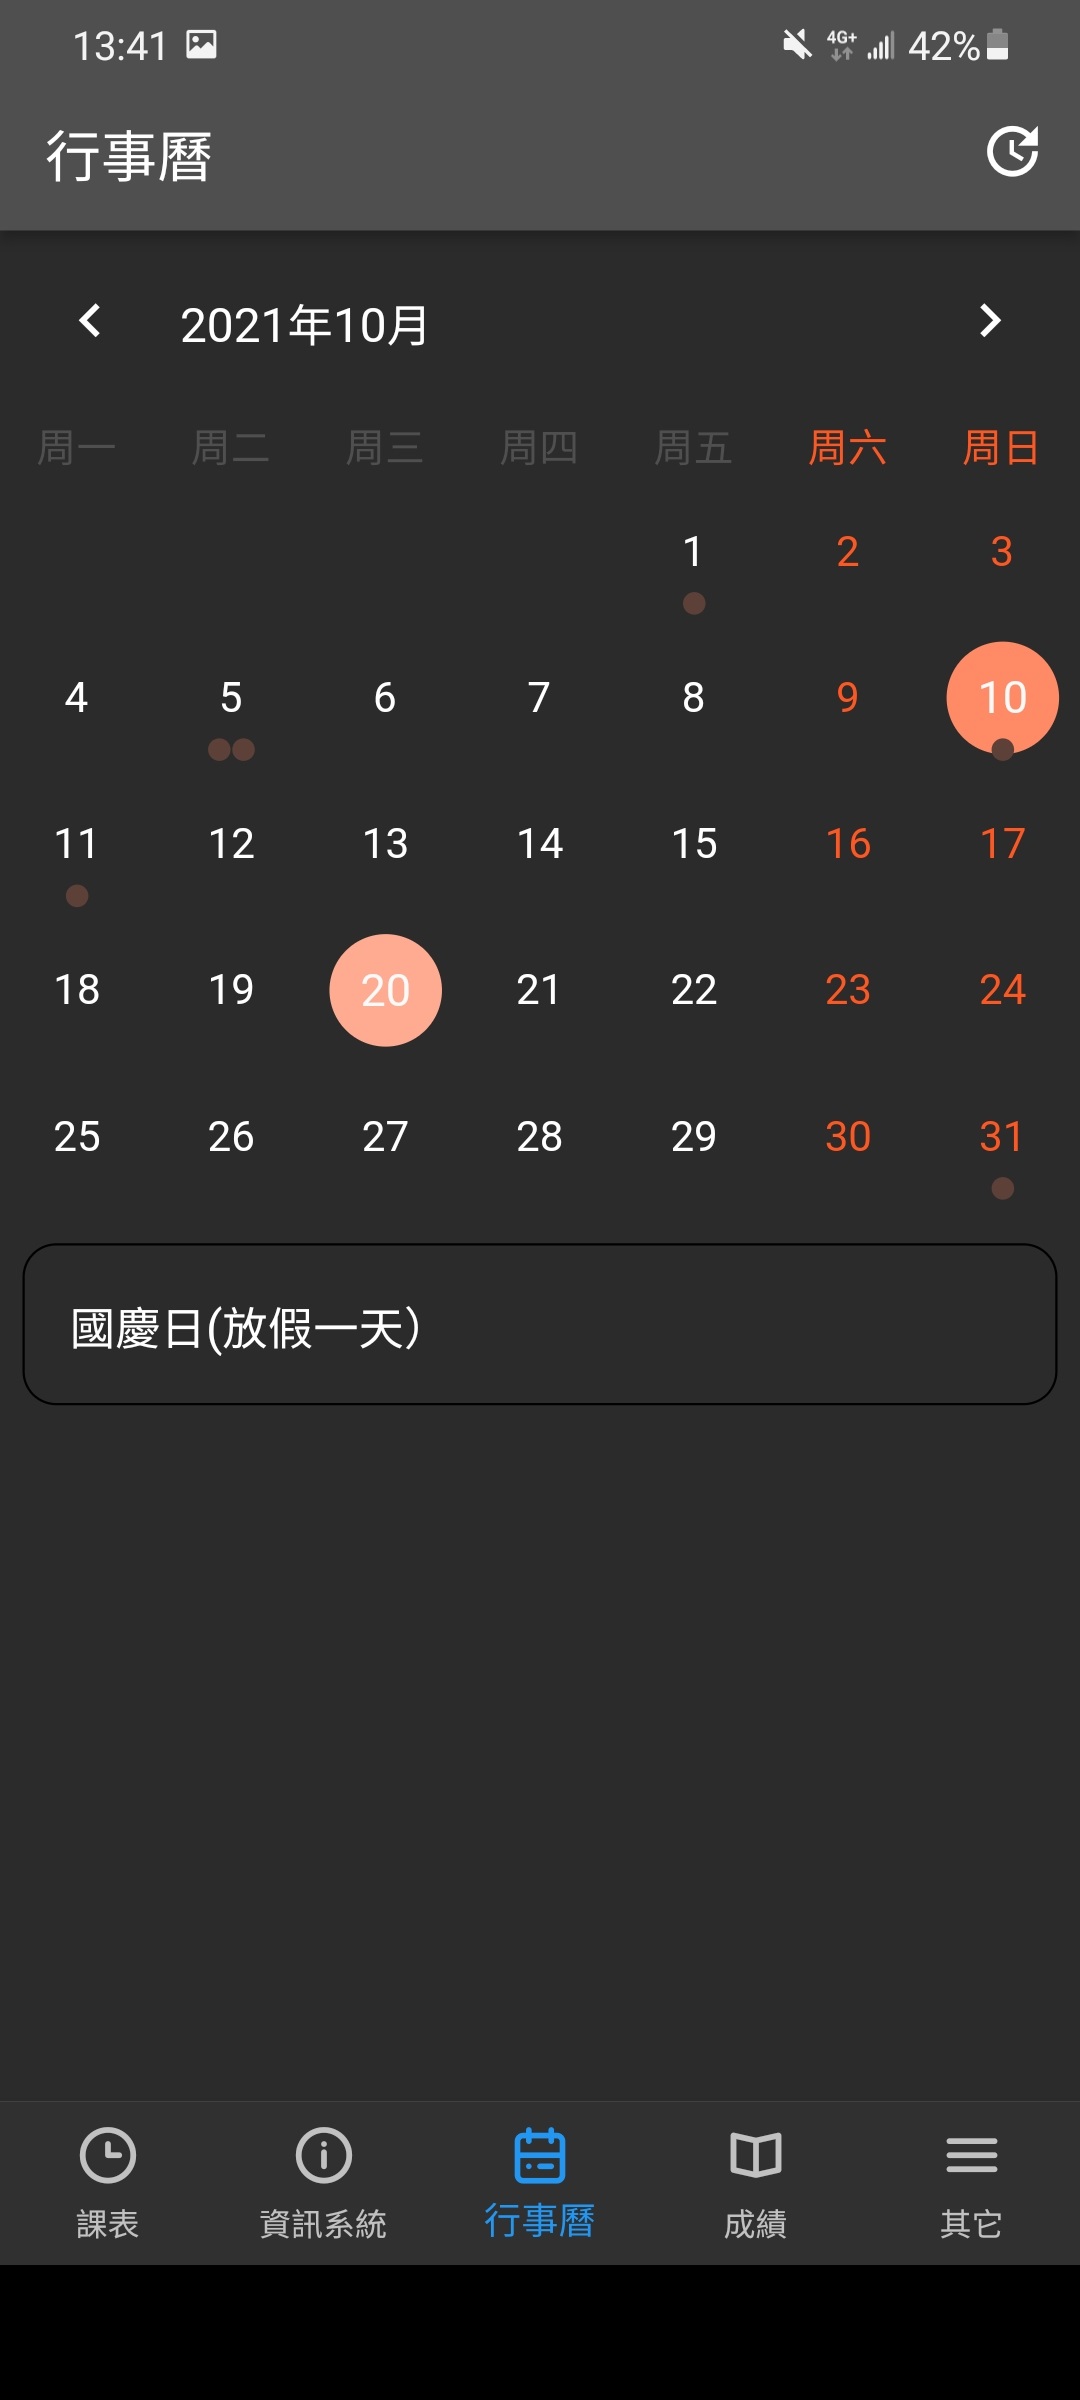 13:41 4G+ 42%
行事曆
2021年10月
周一 周二 周三 周四 周五 周六 周日
1 2 3
4 5 6 7 8 9 10
11 12 13 14 15 16 17
18 19 20 21 22 23 24
25 26 27 28 29 30 31
國慶日(放假一天）
課表 資訊系統 行事曆 成績 其它